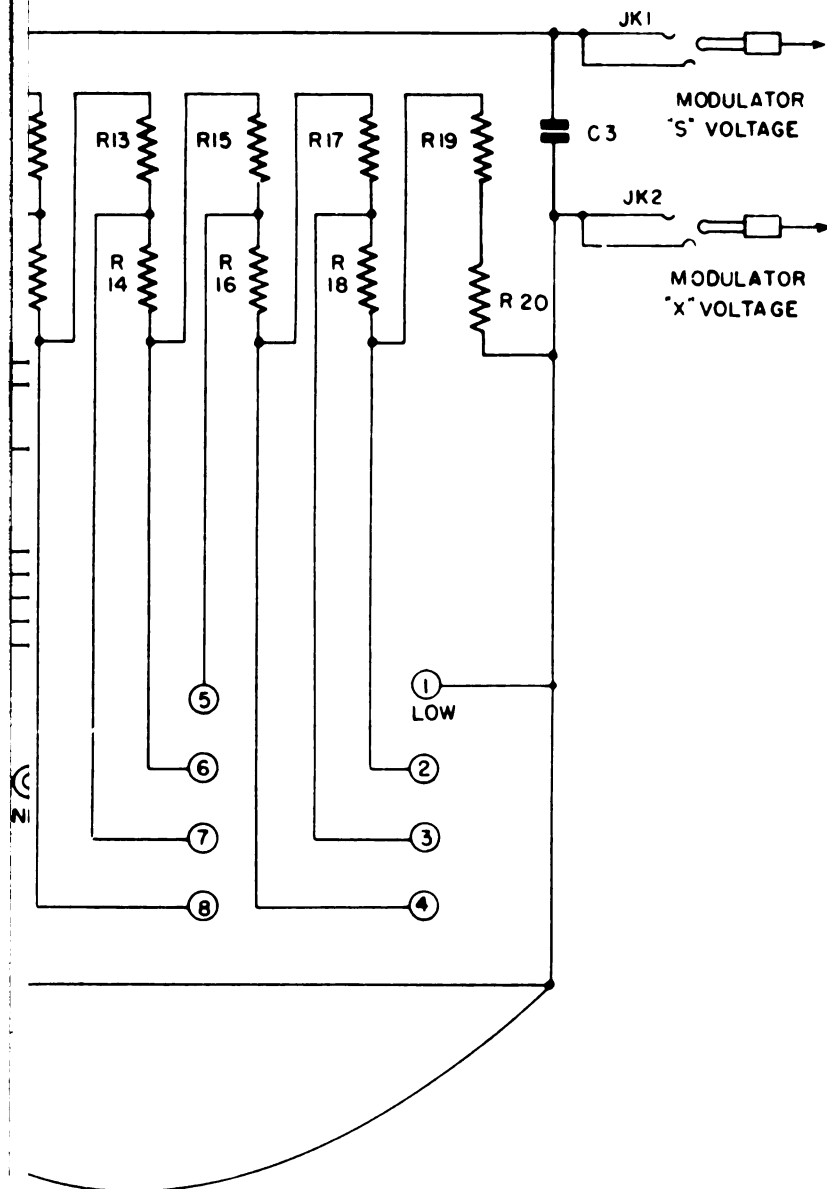 JK1
MODULATOR
"S" VOLTAGE
R13
R15
R17
R19
C3
JK2
MODULATOR
"X" VOLTAGE
R
14
R
16
R
18
R 20
5
1
LOW
6
2
7
3
8
4